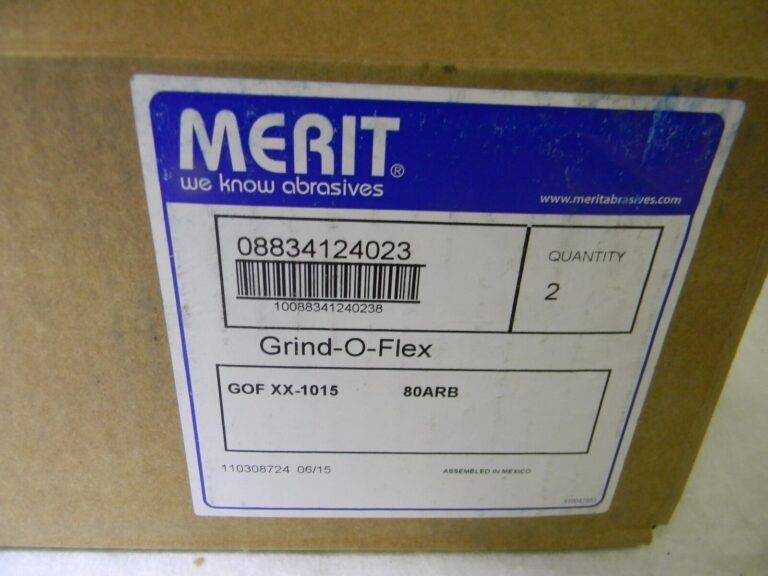 MERIT®
we know abrasives
www.meritabrasives.com
08834124023
QUANTITY
10088341240238
2
Grind-O-Flex
GOF XX-1015 80ARB
110308724 06/15
ASSEMBLED IN MEXICO